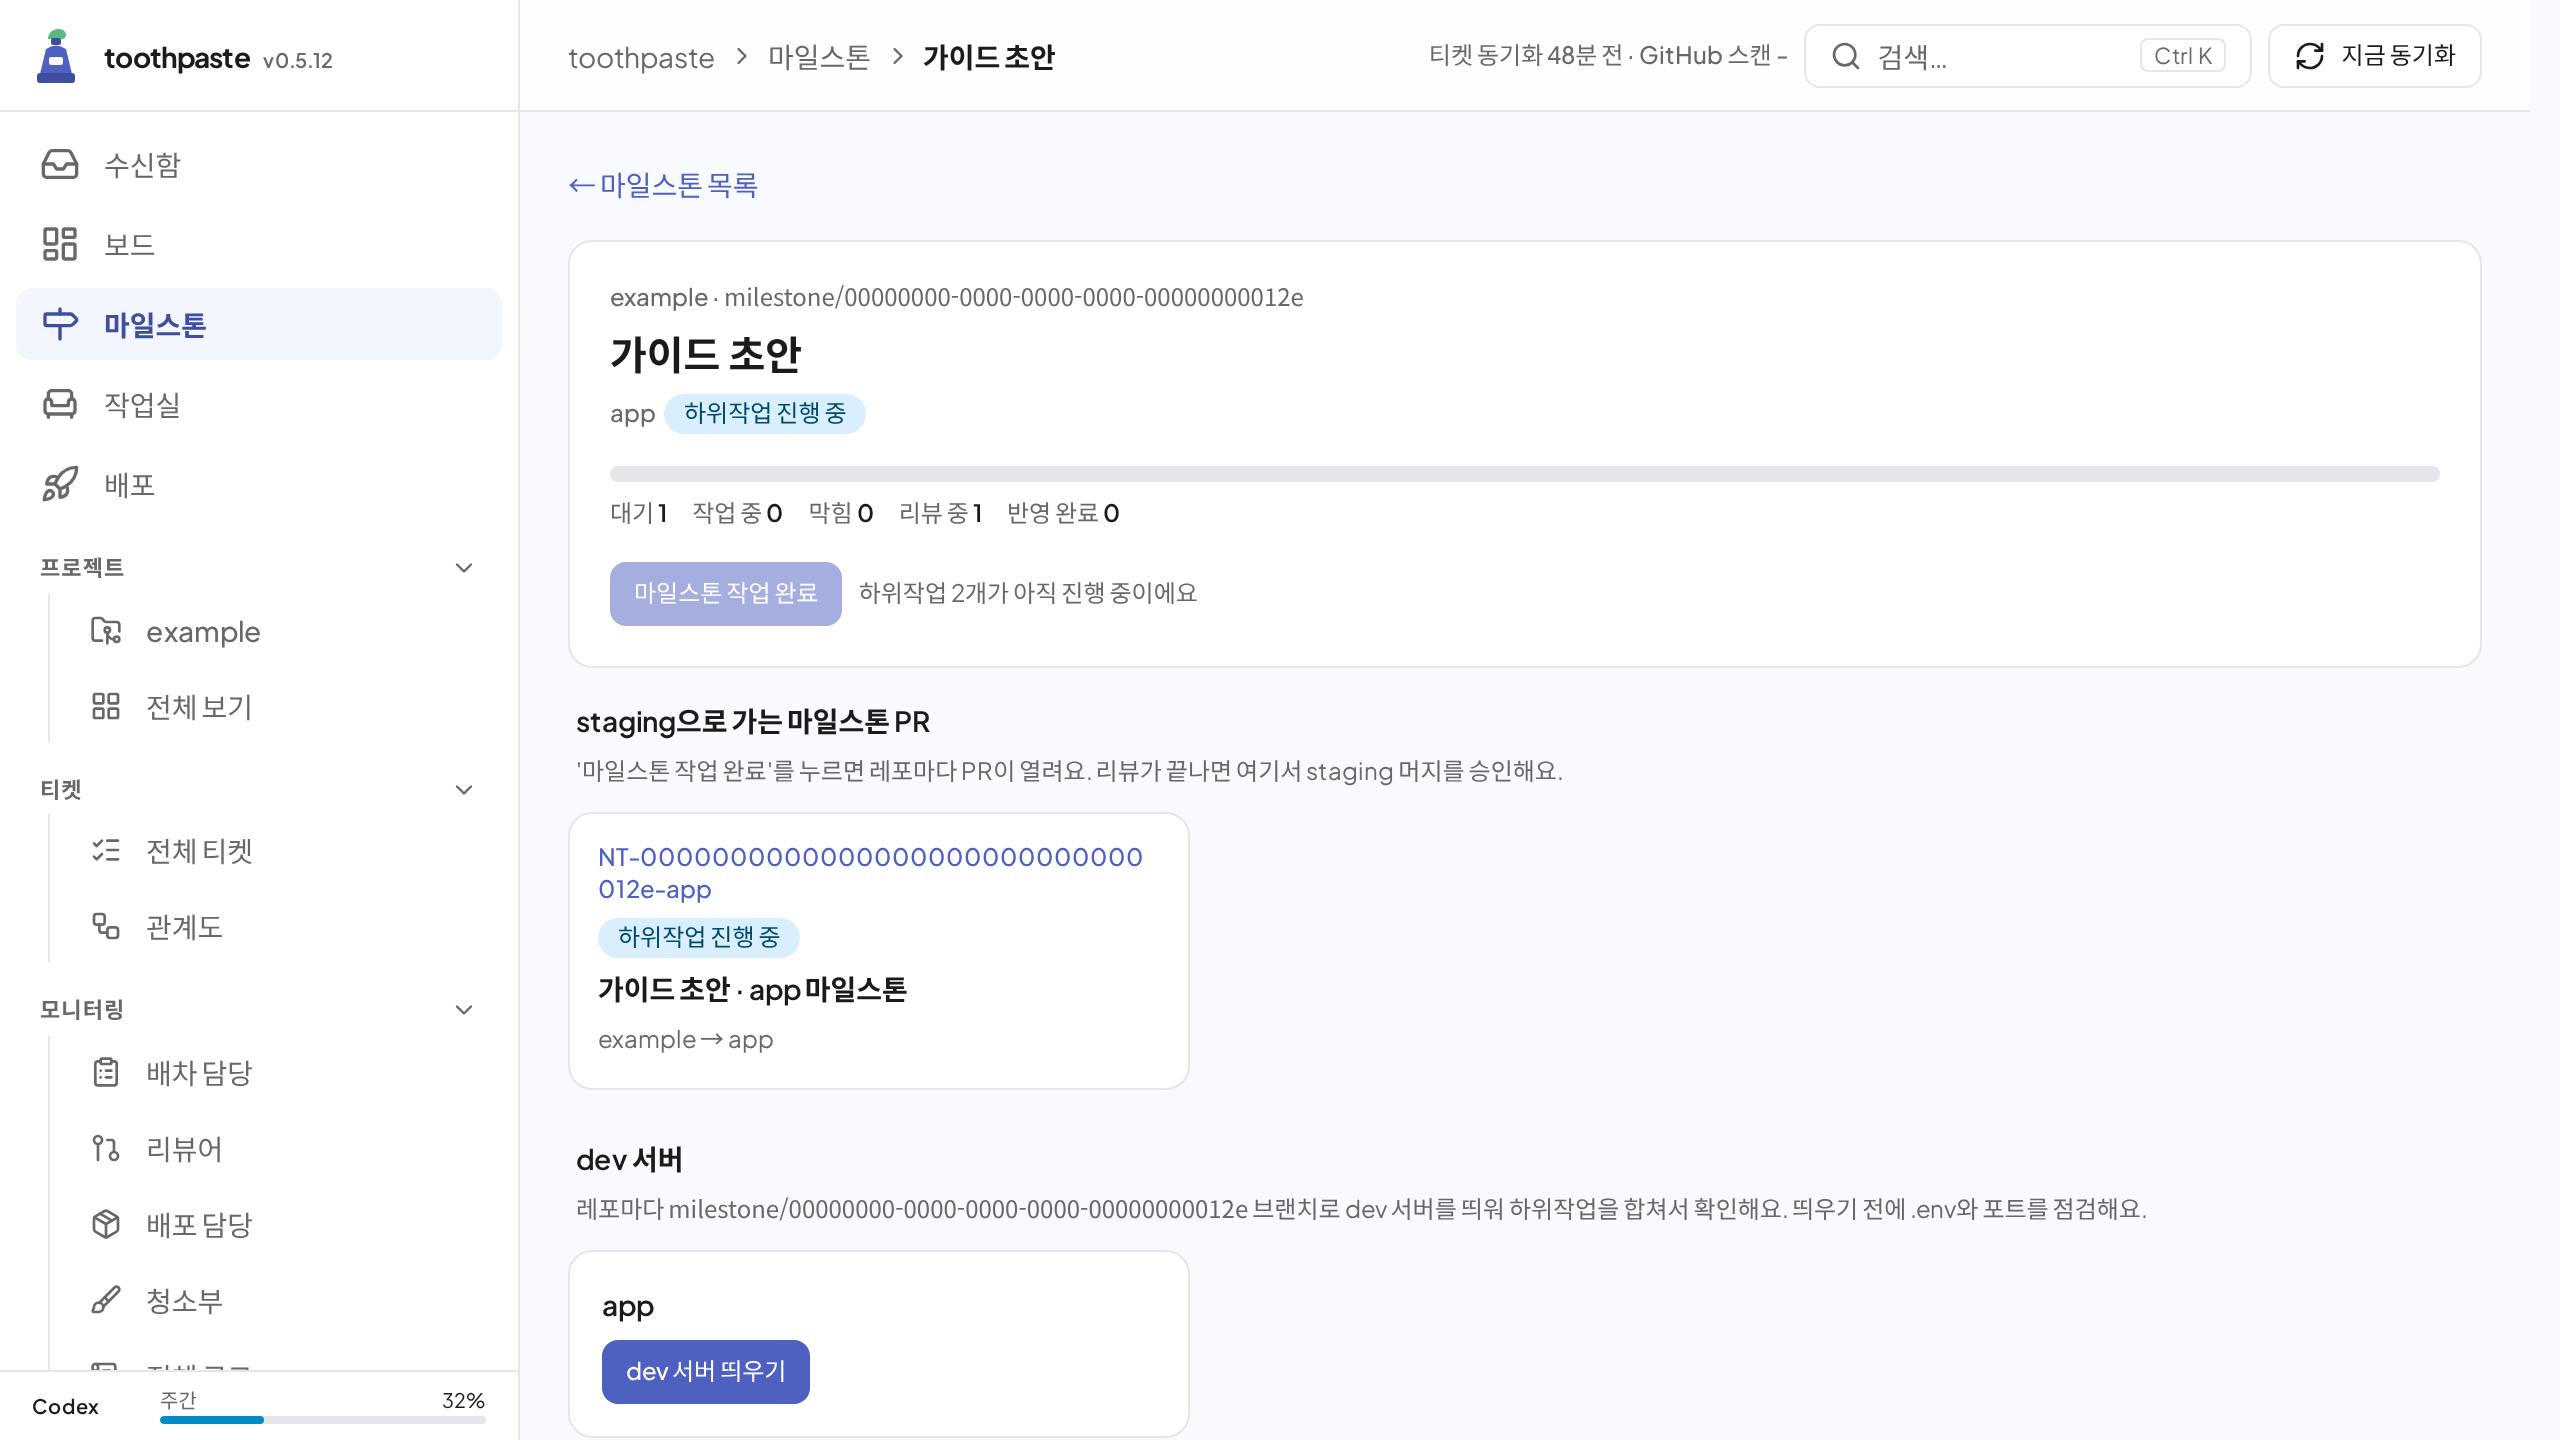 toothpaste v0.5.12
수신함
보드
마일스톤
작업실
배포
프로젝트
example
전체 보기
티켓
전체 티켓
관계도
모니터링
배차 담당
리뷰어
배포 담당
청소부
Codex
주간
32%
toothpaste > 마일스톤 > 가이드 초안
티켓 동기화 48분 전 · GitHub 스캔 -
검색...
Ctrl K
지금 동기화
← 마일스톤 목록
example · milestone/00000000-0000-0000-0000-00000000012e
가이드 초안
app 하위작업 진행 중
대기 1 작업 중 0 막힘 0 리뷰 중 1 반영 완료 0
마일스톤 작업 완료 하위작업 2개가 아직 진행 중이에요
staging으로 가는 마일스톤 PR
'마일스톤 작업 완료'를 누르면 레포마다 PR이 열려요. 리뷰가 끝나면 여기서 staging 머지를 승인해요.
NT-0000000000000000000000000000
012e-app
하위작업 진행 중
가이드 초안 · app 마일스톤
example → app
dev 서버
레포마다 milestone/00000000-0000-0000-0000-00000000012e 브랜치로 dev 서버를 띄워 하위작업을 합쳐서 확인해요. 띄우기 전에 .env와 포트를 점검해요.
app
dev 서버 띄우기